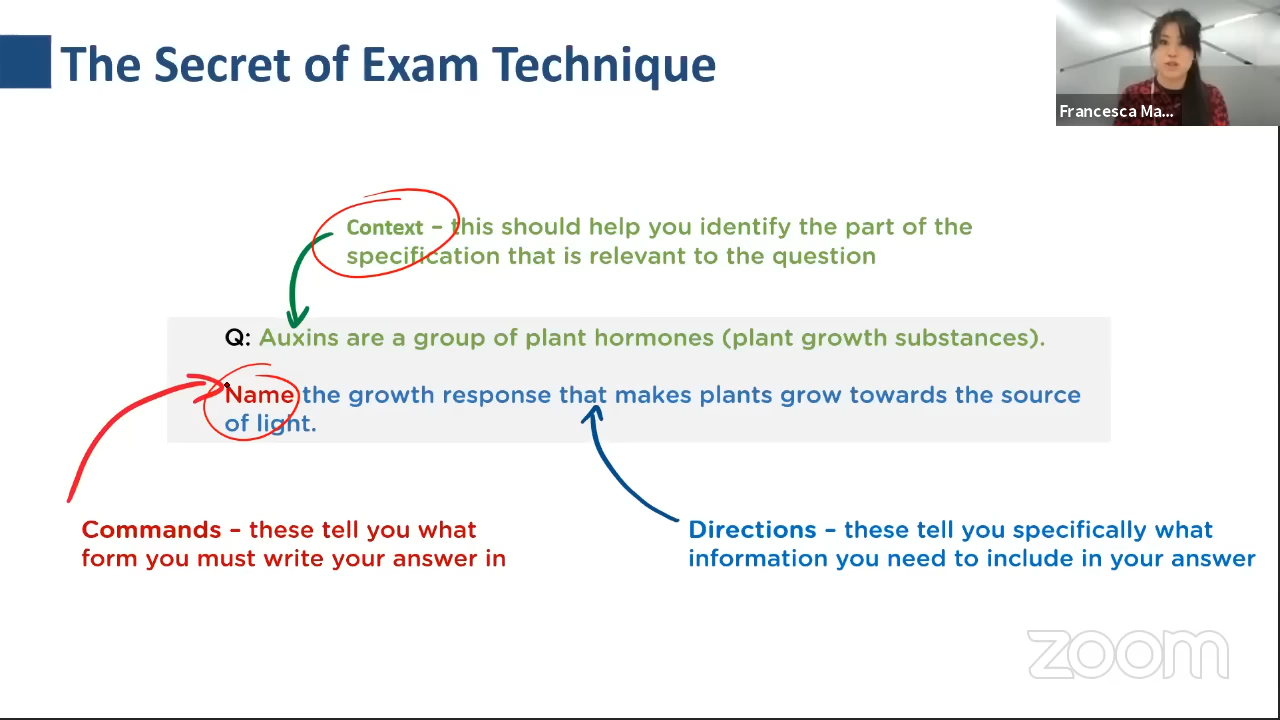 The Secret of Exam Technique
Francesca Ma...
Context – this should help you identify the part of the
specification that is relevant to the question
Q: Auxins are a group of plant hormones (plant growth substances).
Name the growth response that makes plants grow towards the source
of light.
Commands – these tell you what
form you must write your answer in
Directions – these tell you specifically what
information you need to include in your answer
zoom